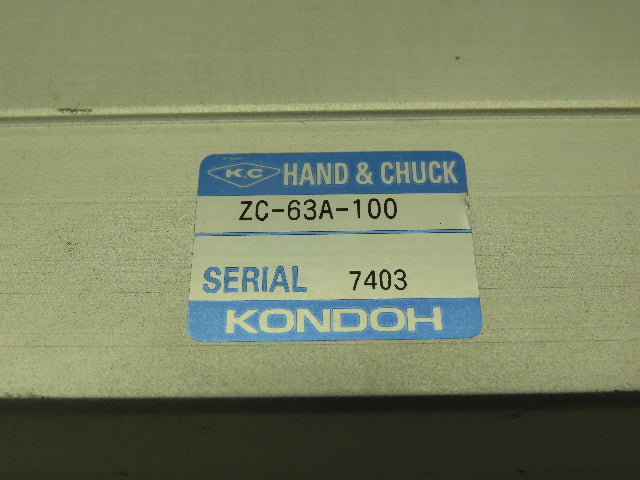 K.C HAND & CHUCK
ZC-63A-100
SERIAL 7403
KONDOH